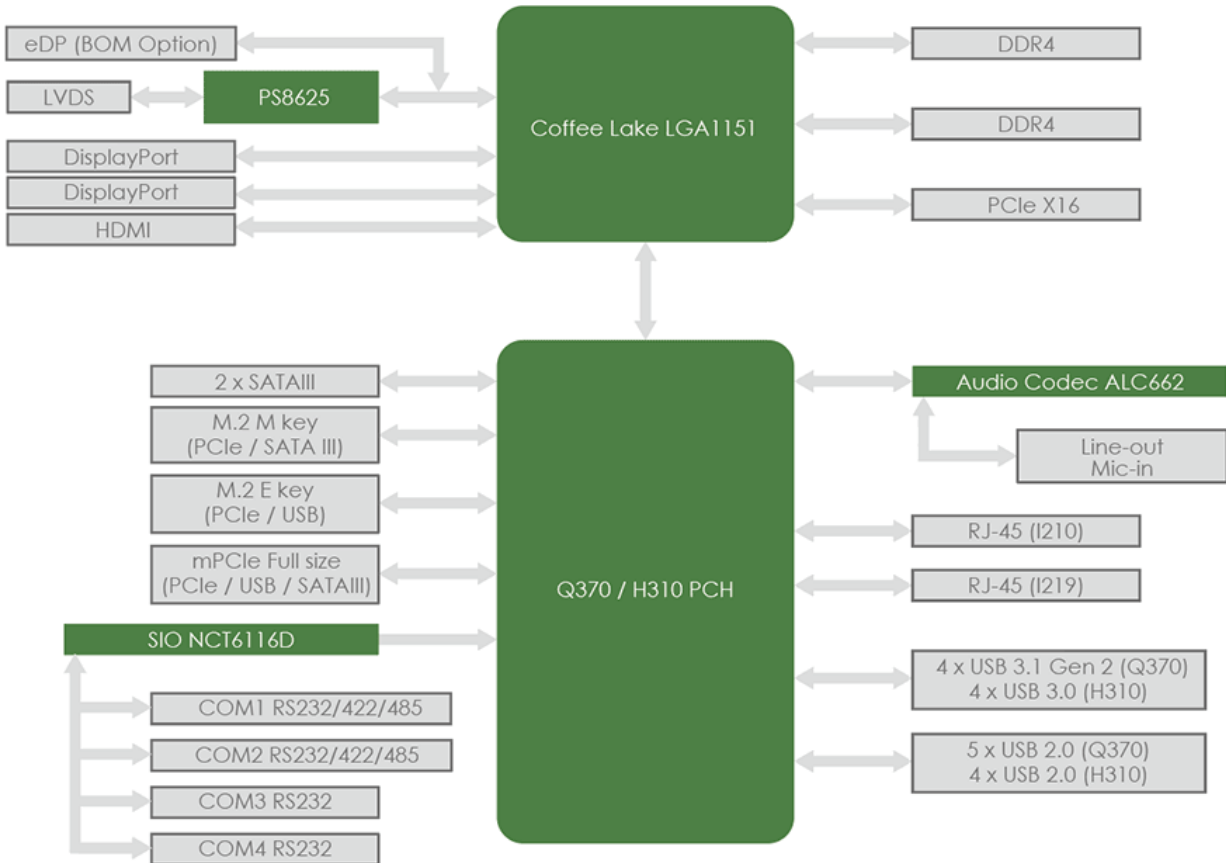 eDP (BOM Option)
LVDS
PS8625
DisplayPort
DisplayPort
HDMI
Coffee Lake LGA1151
DDR4
DDR4
PCIe X16
2 x SATAIII
M.2 M key
(PCIe / SATA III)
M.2 E key
(PCIe / USB)
mPCIe Full size
(PCIe / USB / SATAIII)
SIO NCT6116D
COM1 RS232/422/485
COM2 RS232/422/485
COM3 RS232
COM4 RS232
Q370 / H310 PCH
Audio Codec ALC662
Line-out
Mic-in
RJ-45 (I210)
RJ-45 (I219)
4 x USB 3.1 Gen 2 (Q370)
4 x USB 3.0 (H310)
5 x USB 2.0 (Q370)
4 x USB 2.0 (H310)